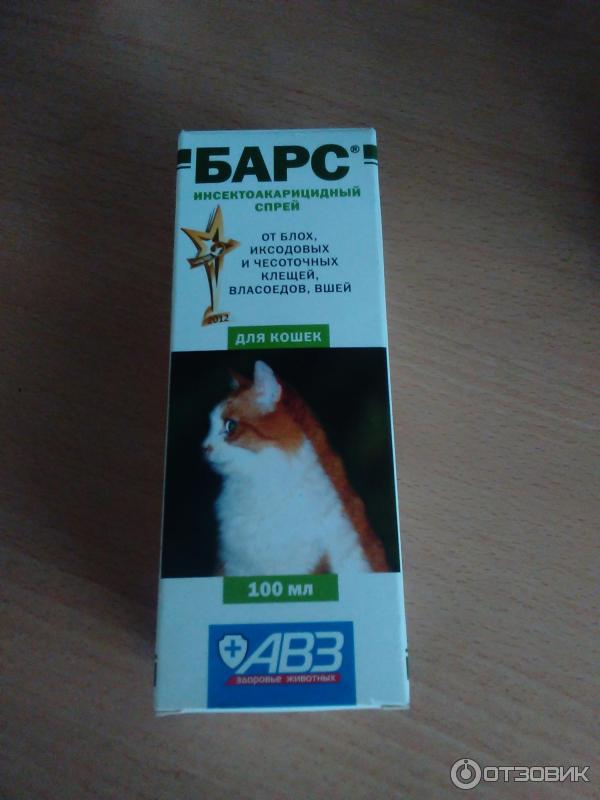 БАРС®
ИНСЕКТОАКАРИЦИДНЫЙ
СПРЕЙ
ОТ БЛОХ,
ИКСОДОВЫХ
И ЧЕСОТОЧНЫХ
КЛЕЩЕЙ,
ВЛАСОЕДОВ, ВШЕЙ
2012
ДЛЯ КОШЕК
100 мл
АВЗ
здоровье животных
ОТЗОВИК